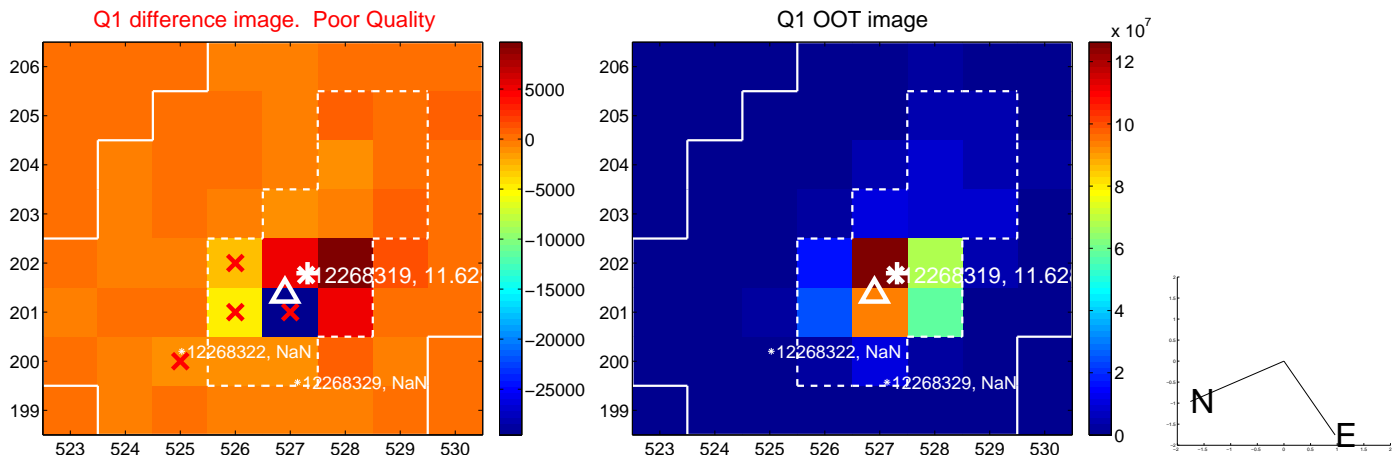 Q1 difference image. Poor Quality
206
205
204
203
202
201
200
199
523 524 525 526 527 528 529 530
12268319, 11.628
12268322, NaN
12268329, NaN
5000
0
−5000
−10000
−15000
−20000
−25000
Q1 OOT image
206
205
204
203
202
201
200
199
523 524 525 526 527 528 529 530
12268319, 11.628
12268322, NaN
12268329, NaN
x 10^7
12
10
8
6
4
2
0
N
E